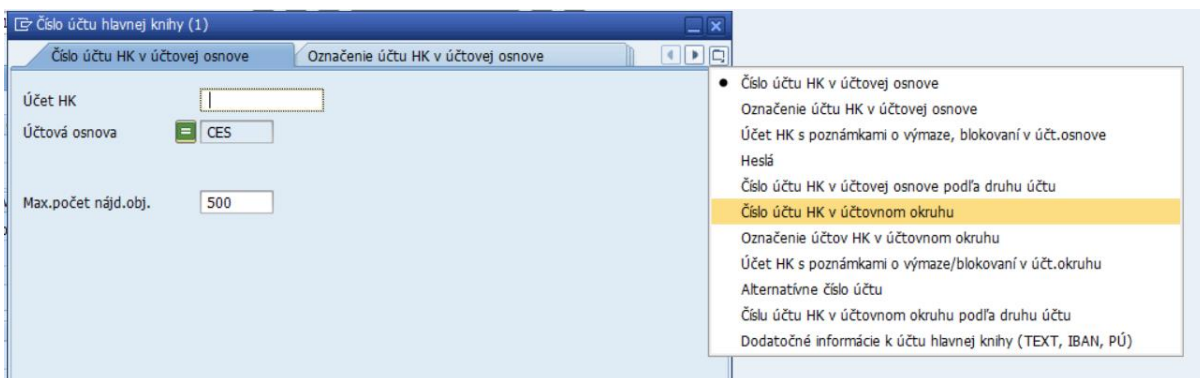 Číslo účtu hlavnej knihy (1)
Číslo účtu HK v účtovej osnove
Označenie účtu HK v účtovej osnove
Účet HK
Účtová osnova
CES
Max.počet nájd.obj.
500
Číslo účtu HK v účtovej osnove
Označenie účtu HK v účtovej osnove
Účet HK s poznámkami o výmaze, blokovaní v účt.osnove
Heslá
Číslo účtu HK v účtovej osnove podľa druhu účtu
Číslo účtu HK v účtovnom okruhu
Označenie účtov HK v účtovnom okruhu
Účet HK s poznámkami o výmaze/blokovaní v účt.okruhu
Alternatívne číslo účtu
Číslu účtu HK v účtovnom okruhu podľa druhu účtu
Dodatočné informácie k účtu hlavnej knihy (TEXT, IBAN, PÚ)